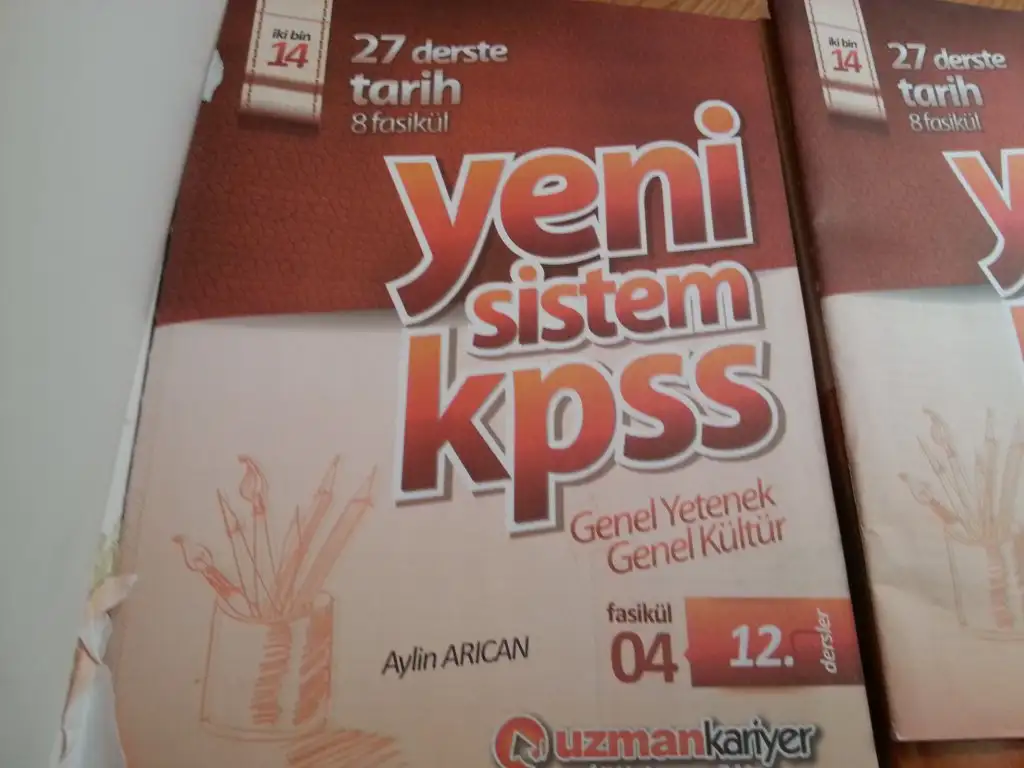 iki bin
14
27 derste
tarih
8 fasikül
yeni
sistem
kpss
Genel Yetenek
Genel Kültür
Aylin ARICAN
fasikül
04
12.
dersler
uzmankariyer
iki bin
14
27 derste
tarih
8 fasikül